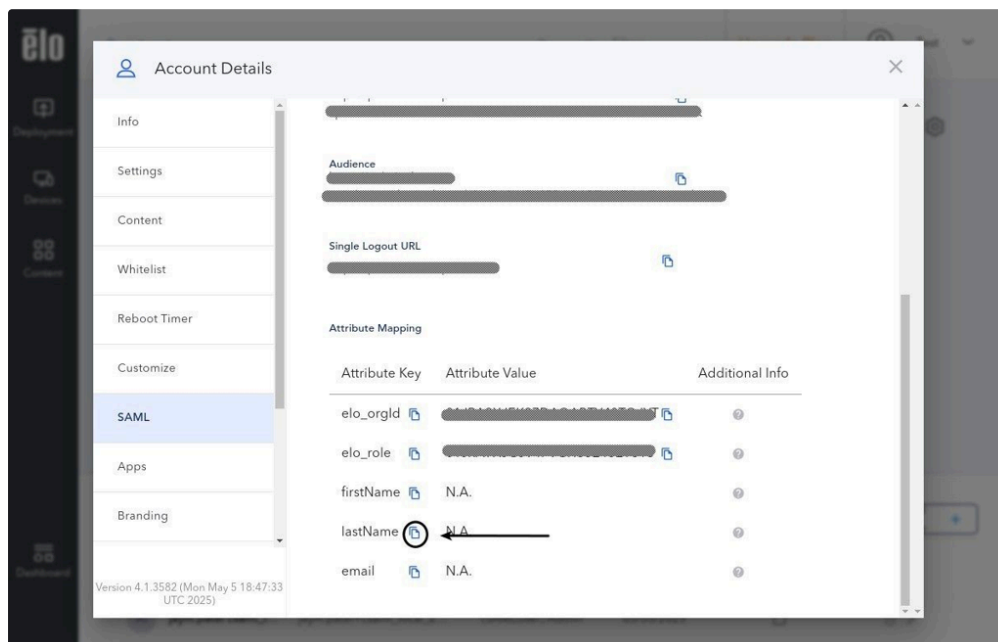 ēlo
Account Details
Deployment
Devices
Content
Dashboard
Info
Settings
Content
Whitelist
Reboot Timer
Customize
SAML
Apps
Branding
Version 4.1.3582 (Mon May 5 18:47:33
UTC 2025)
Audience
Single Logout URL
Attribute Mapping
Attribute Key Attribute Value Additional Info
elo_orgId
elo_role
firstName N.A.
lastName N.A.
email N.A.